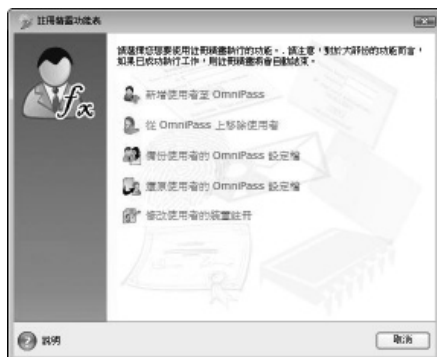 註冊精靈功能表
請選擇您想要使用註冊精靈執行的功能。. 請注意，對於大部份的功能而言，
如果已成功執行工作，則註冊精靈將會自動結束。
fx
新增使用者至 OmniPass
從 OmniPass 上移除使用者
備份使用者的 OmniPass 設定檔
還原使用者的 OmniPass 設定檔
修改使用者的裝置註冊
說明
取消